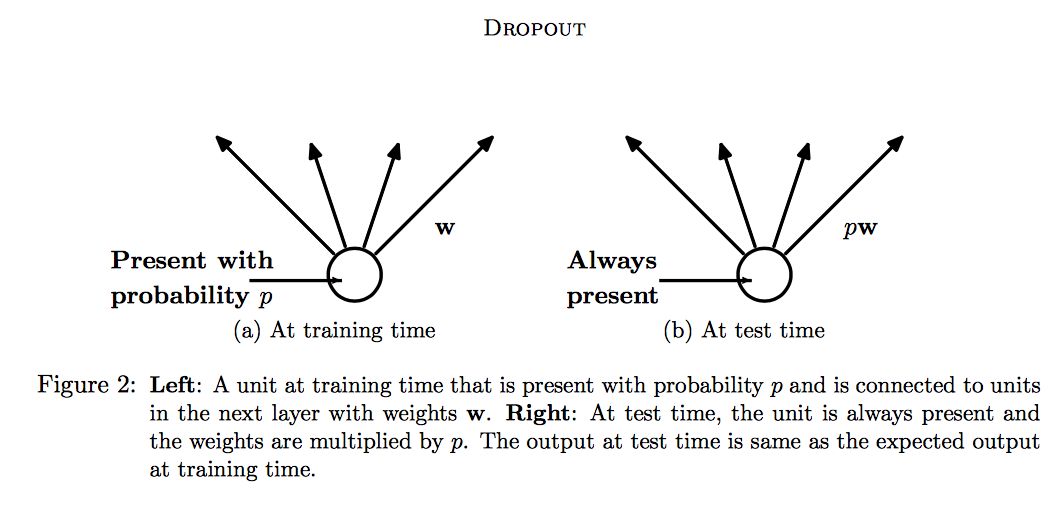 DROPOUT
w
Present with
probability p
(a) At training time
pw
Always
present
(b) At test time
Figure 2: Left: A unit at training time that is present with probability p and is connected to units
in the next layer with weights w. Right: At test time, the unit is always present and
the weights are multiplied by p. The output at test time is same as the expected output
at training time.